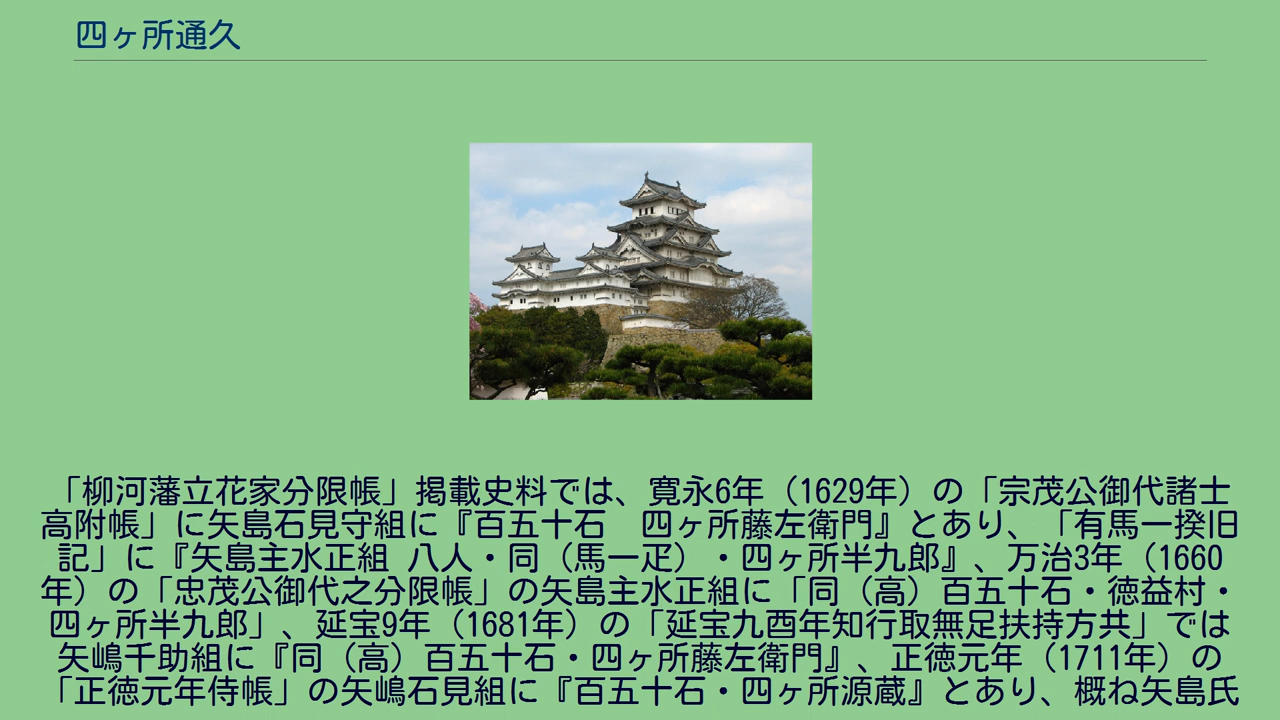 四ヶ所通久
「柳河藩立花家分限帳」掲載史料では、寛永6年（1629年）の「宗茂公御代諸士
高附帳」に矢島石見守組に『百五十石　四ヶ所藤左衛門』とあり、「有馬一揆旧
記」に『矢島主水正組 八人・同（馬一疋）・四ヶ所半九郎』、万治3年（1660
年）の「忠茂公御代之分限帳」の矢島主水正組に「同（高）百五十石・徳益村・
四ヶ所半九郎」、延宝9年（1681年）の「延宝九酉年知行取無足扶持方共」では
矢嶋千助組に『同（高）百五十石・四ヶ所藤左衛門』、正徳元年（1711年）の
「正徳元年侍帳」の矢嶋石見組に『百五十石・四ヶ所源蔵』とあり、概ね矢島氏